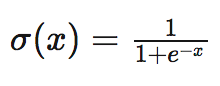 σ(x) = 1/(1+e^{-x})